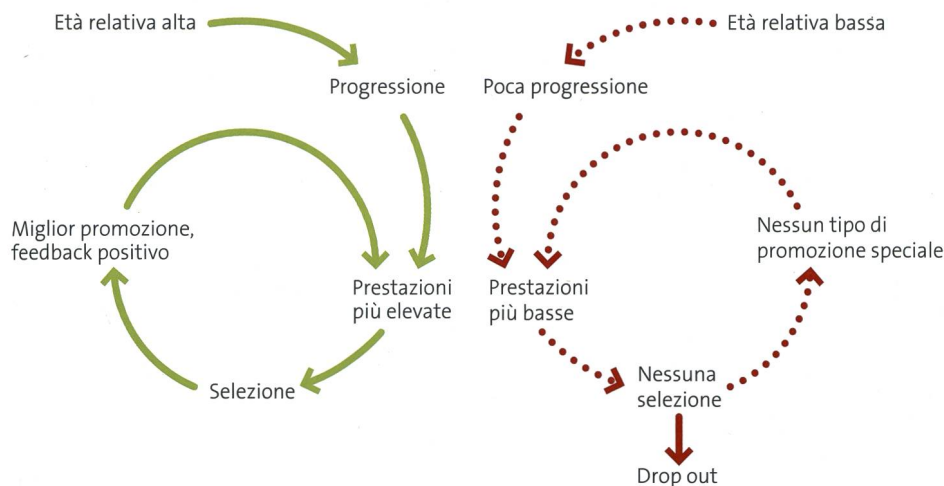 Età relativa alta
Età relativa bassa
Progressione
Poca progressione
Miglior promozione,
feedback positivo
Nessun tipo di
promozione speciale
Prestazioni
più elevate
Prestazioni
più basse
Selezione
Nessuna
selezione
Drop out